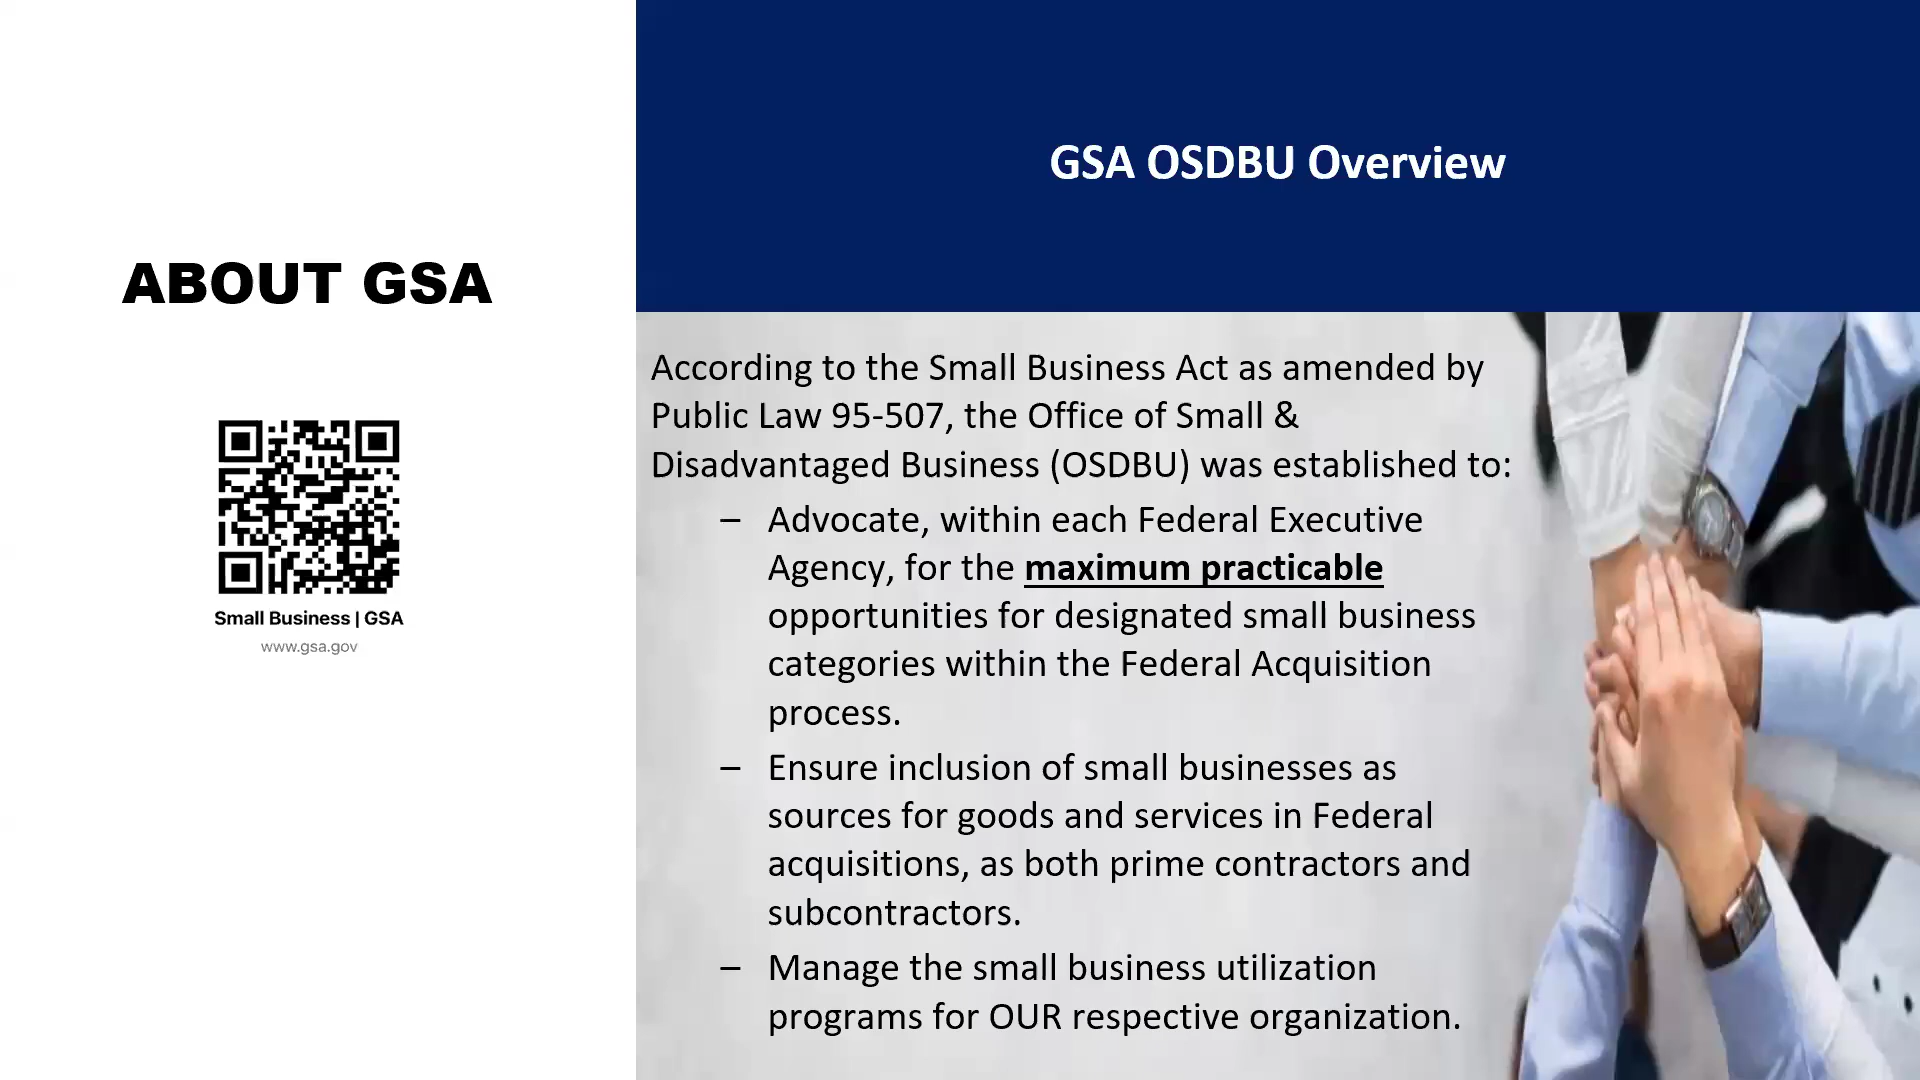 ABOUT GSA
Small Business | GSA
www.gsa.gov
GSA OSDBU Overview
According to the Small Business Act as amended by
Public Law 95-507, the Office of Small &
Disadvantaged Business (OSDBU) was established to:
– Advocate, within each Federal Executive
Agency, for the maximum practicable
opportunities for designated small business
categories within the Federal Acquisition
process.
– Ensure inclusion of small businesses as
sources for goods and services in Federal
acquisitions, as both prime contractors and
subcontractors.
– Manage the small business utilization
programs for OUR respective organization.